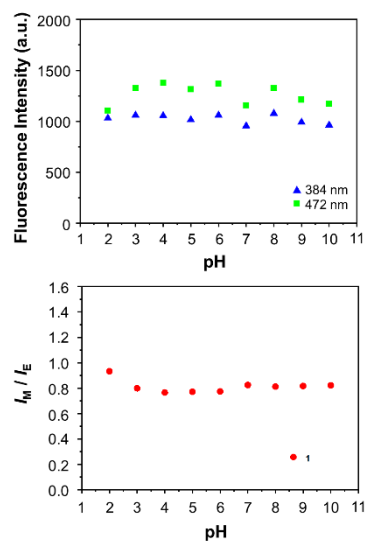 Fluorescence Intensity (a.u.)
2000
1500
1000
500
0
384 nm
472 nm
1 2 3 4 5 6 7 8 9 10 11
pH
I_M / I_E
1.6
1.4
1.2
1.0
0.8
0.6
0.4
0.2
0.0
1
1 2 3 4 5 6 7 8 9 10 11
pH